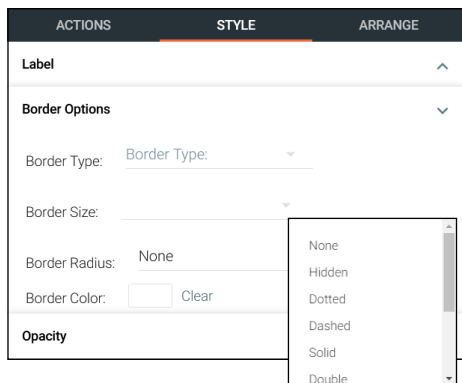 ACTIONS STYLE ARRANGE
Label
Border Options
Border Type: Border Type:
Border Size:
Border Radius: None
Border Color: Clear
Opacity
None
Hidden
Dotted
Dashed
Solid
Double